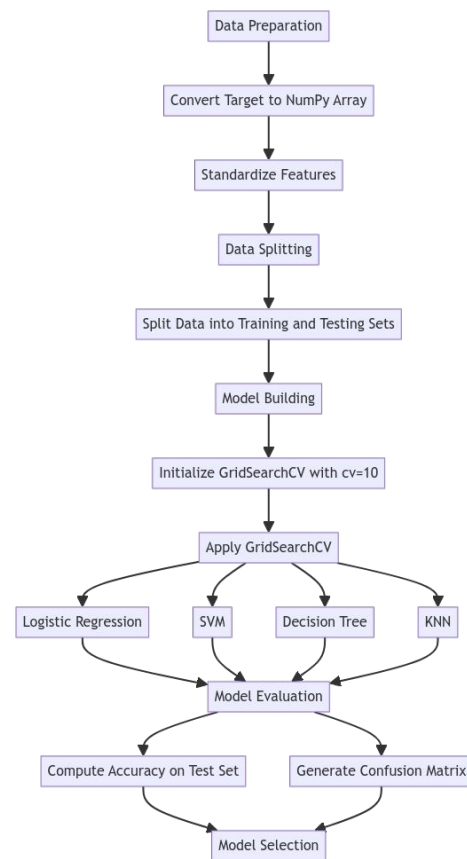 Data Preparation
Convert Target to NumPy Array
Standardize Features
Data Splitting
Split Data into Training and Testing Sets
Model Building
Initialize GridSearchCV with cv=10
Apply GridSearchCV
Logistic Regression
SVM
Decision Tree
KNN
Model Evaluation
Compute Accuracy on Test Set
Generate Confusion Matrix
Model Selection